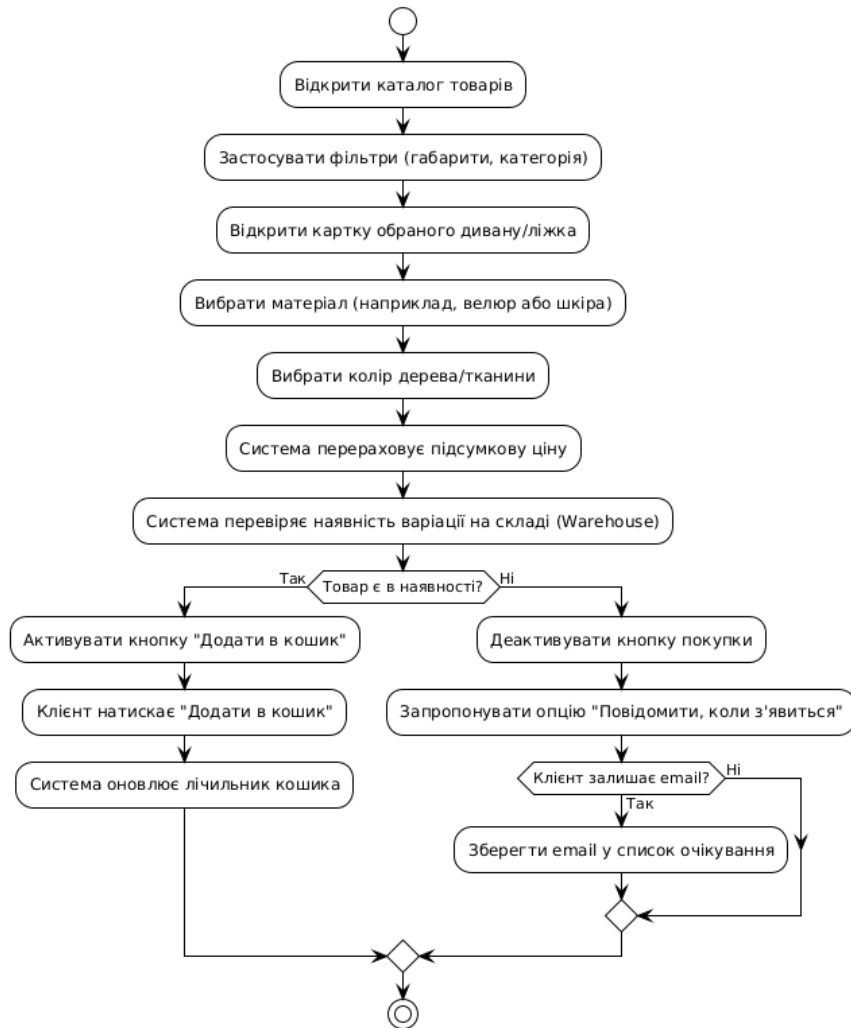 Відкрити каталог товарів
Застосувати фільтри (габарити, категорія)
Відкрити картку обраного дивану/ліжка
Вибрати матеріал (наприклад, велюр або шкіра)
Вибрати колір дерева/тканини
Система перераховує підсумкову ціну
Система перевіряє наявність варіації на складі (Warehouse)
Так
Товар є в наявності?
Ні
Активувати кнопку "Додати в кошик"
Клієнт натискає "Додати в кошик"
Система оновлює лічильник кошика
Деактивувати кнопку покупки
Запропонувати опцію "Повідомити, коли з'явиться"
Клієнт залишає email?
Ні
Так
Зберегти email у список очікування